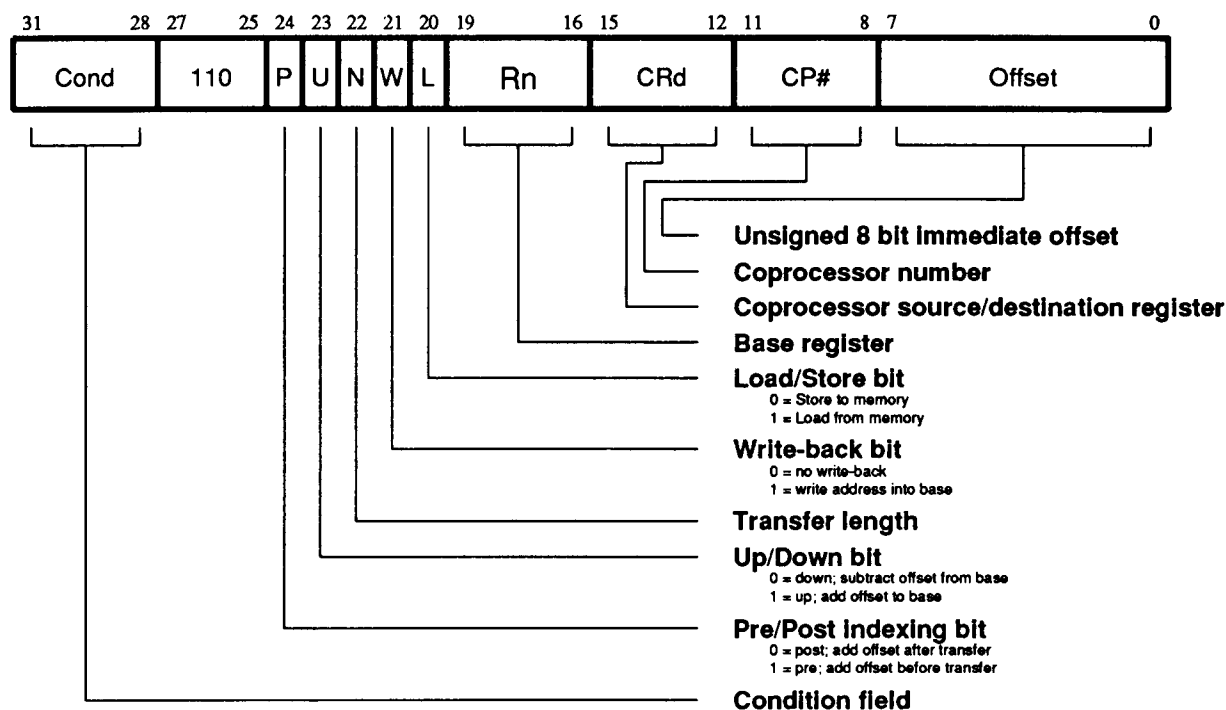 31 28 27 25 24 23 22 21 20 19 16 15 12 11 8 7 0
Cond 110 P U N W L Rn CRd CP# Offset
Unsigned 8 bit immediate offset
Coprocessor number
Coprocessor source/destination register
Base register
Load/Store bit
0 = Store to memory
1 = Load from memory
Write-back bit
0 = no write-back
1 = write address into base
Transfer length
Up/Down bit
0 = down; subtract offset from base
1 = up; add offset to base
Pre/Post indexing bit
0 = post; add offset after transfer
1 = pre; add offset before transfer
Condition field